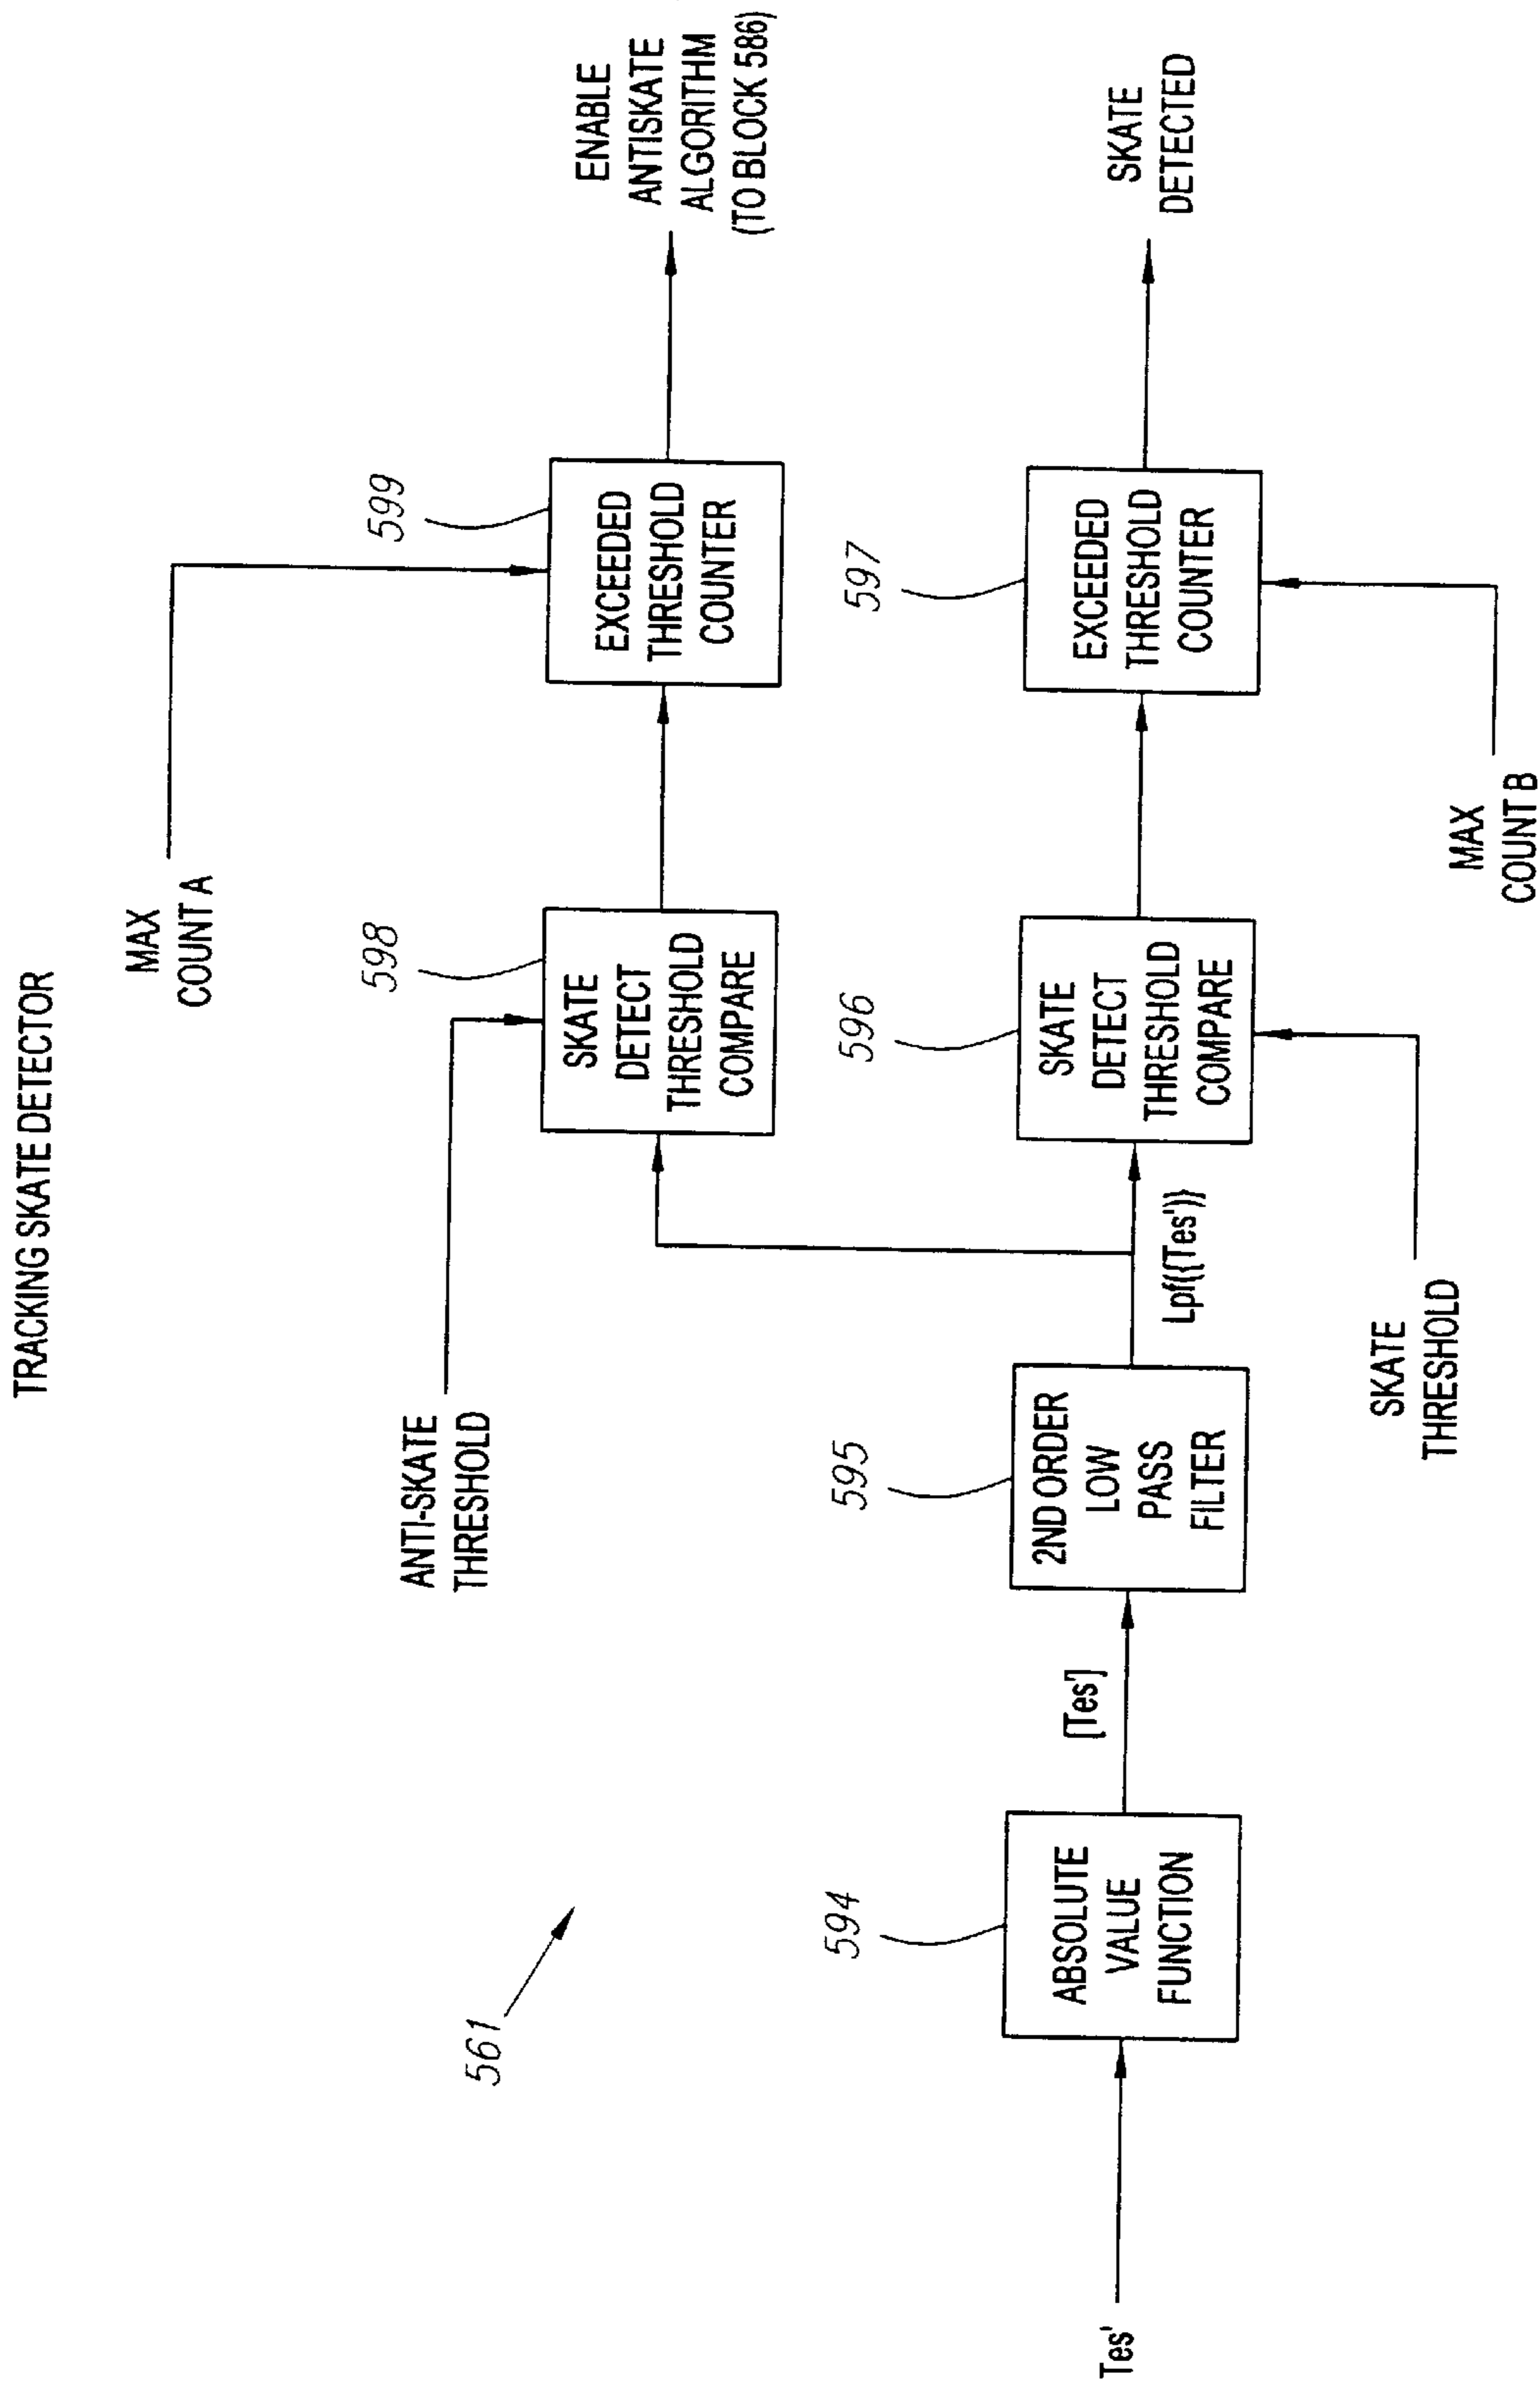 TRACKING SKATE DETECTOR
MAX
COUNT A
ANTI-SKATE
THRESHOLD
598
SKATE
DETECT
THRESHOLD
COMPARE
599
EXCEEDED
THRESHOLD
COUNTER
ENABLE
ANTISKATE
ALGORITHM
(TO BLOCK 586)
561
Tes'
594
ABSOLUTE
VALUE
FUNCTION
[Tes']
595
2ND ORDER
LOW
PASS
FILTER
Lpf({Tes'})
596
SKATE
DETECT
THRESHOLD
COMPARE
597
EXCEEDED
THRESHOLD
COUNTER
SKATE
DETECTED
SKATE
THRESHOLD
MAX
COUNT B